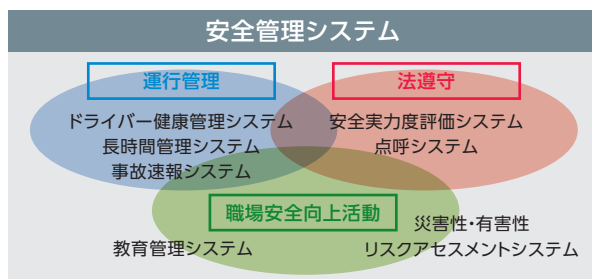 安全管理システム
運行管理
法遵守
ドライバー健康管理システム
長時間管理システム
事故速報システム
安全実力度評価システム
点呼システム
職場安全向上活動
教育管理システム
災害性・有害性
リスクアセスメントシステム